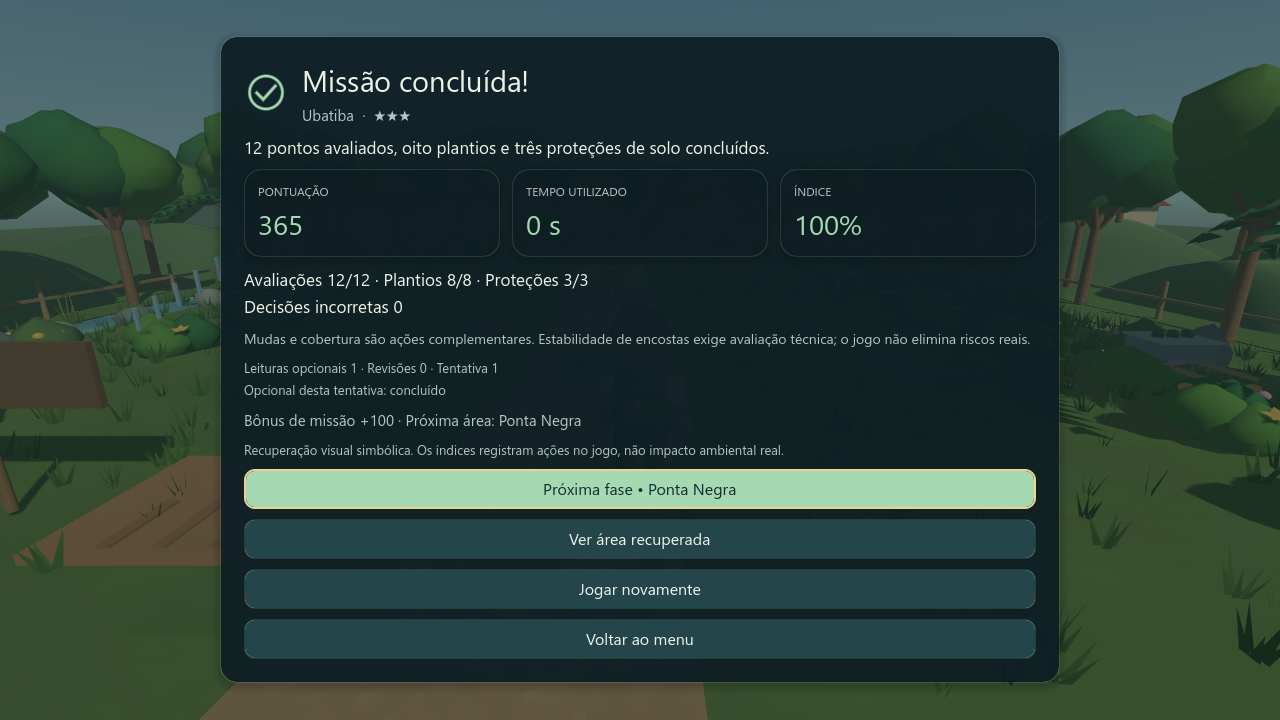 Missão concluída!
Ubatiba · ★★★
12 pontos avaliados, oito plantios e três proteções de solo concluídos.
PONTUAÇÃO
365
TEMPO UTILIZADO
0 s
ÍNDICE
100%
Avaliações 12/12 · Plantios 8/8 · Proteções 3/3
Decisões incorretas 0
Mudas e cobertura são ações complementares. Estabilidade de encostas exige avaliação técnica; o jogo não elimina riscos reais.
Leituras opcionais 1 · Revisões 0 · Tentativa 1
Opcional desta tentativa: concluído
Bônus de missão +100 · Próxima área: Ponta Negra
Recuperação visual simbólica. Os índices registram ações no jogo, não impacto ambiental real.
Próxima fase • Ponta Negra
Ver área recuperada
Jogar novamente
Voltar ao menu